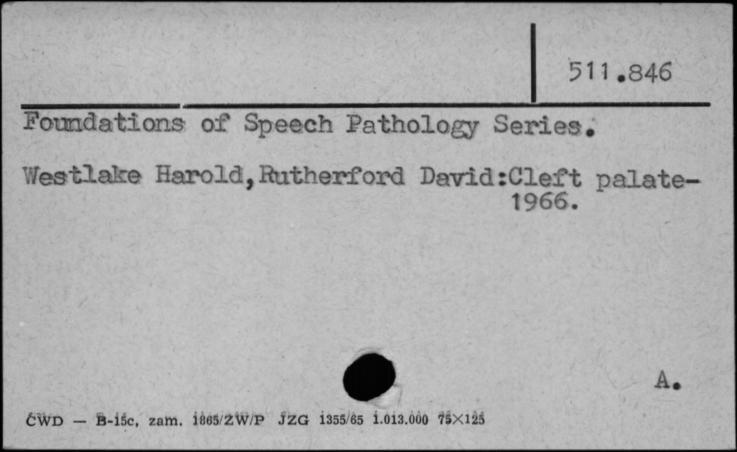 511.846
Foundations of Speech Pathology Series.
Westlake Harold,Rutherford David:Cleft palate-
1966.
A.
ĆWD — B-15c, zam. 1865/ZW/P JZG 1355/65 1.013.000 75×125